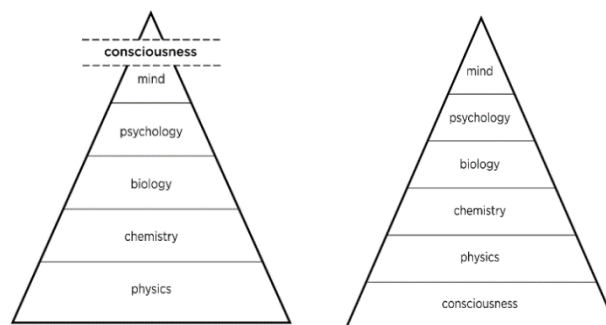 consciousness
mind
psychology
biology
chemistry
physics
mind
psychology
biology
chemistry
physics
consciousness